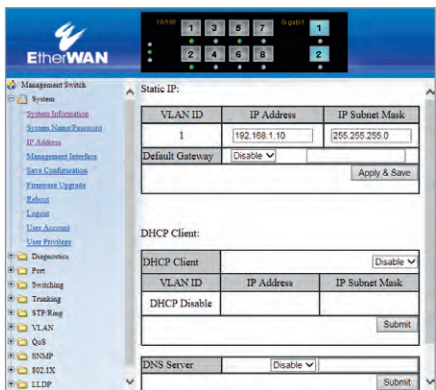 10/100
Gigabit
1 3 5 7 1
2 4 6 8 2
EtherWAN
Management Switch
System
System Information
System Name/Password
IP Address
Management Interface
Save Configuration
Firmware Upgrade
Reboot
Logout
User Account
User Privilege
Diagnostics
Port
Switching
Trunking
STP/Ring
VLAN
QoS
SNMP
802.1X
LLDP
Static IP:
VLAN ID IP Address IP Subnet Mask
1 192.168.1.10 255.255.255.0
Default Gateway Disable
Apply & Save
DHCP Client:
DHCP Client Disable
VLAN ID IP Address IP Subnet Mask
DHCP Disable
Submit
DNS Server Disable
Submit